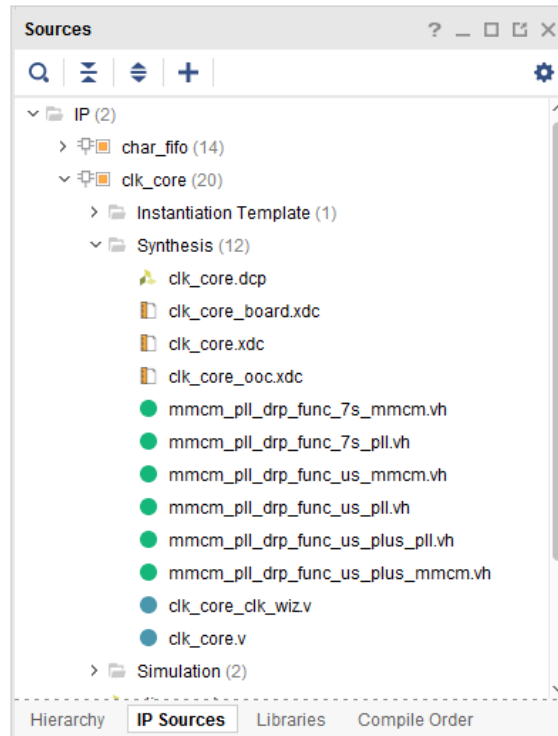 Sources
IP (2)
char_fifo (14)
clk_core (20)
Instantiation Template (1)
Synthesis (12)
clk_core.dcp
clk_core_board.xdc
clk_core.xdc
clk_core_ooc.xdc
mmcm_pll_drp_func_7s_mmcm.vh
mmcm_pll_drp_func_7s_pll.vh
mmcm_pll_drp_func_us_mmcm.vh
mmcm_pll_drp_func_us_pll.vh
mmcm_pll_drp_func_us_plus_pll.vh
mmcm_pll_drp_func_us_plus_mmcm.vh
clk_core_clk_wiz.v
clk_core.v
Simulation (2)
Hierarchy IP Sources Libraries Compile Order